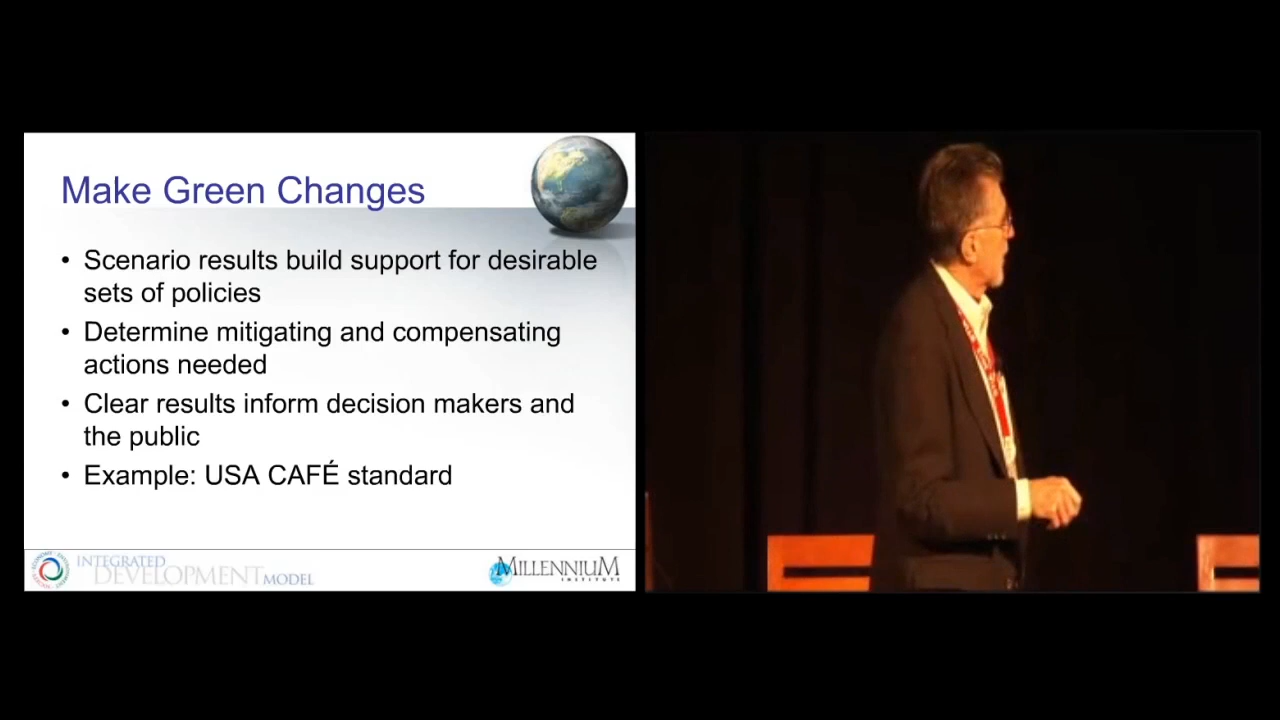 Make Green Changes
• Scenario results build support for desirable
sets of policies
• Determine mitigating and compensating
actions needed
• Clear results inform decision makers and
the public
• Example: USA CAFÉ standard
INTEGRATED
DEVELOPMENT MODEL
MILLENNIUM
INSTITUTE